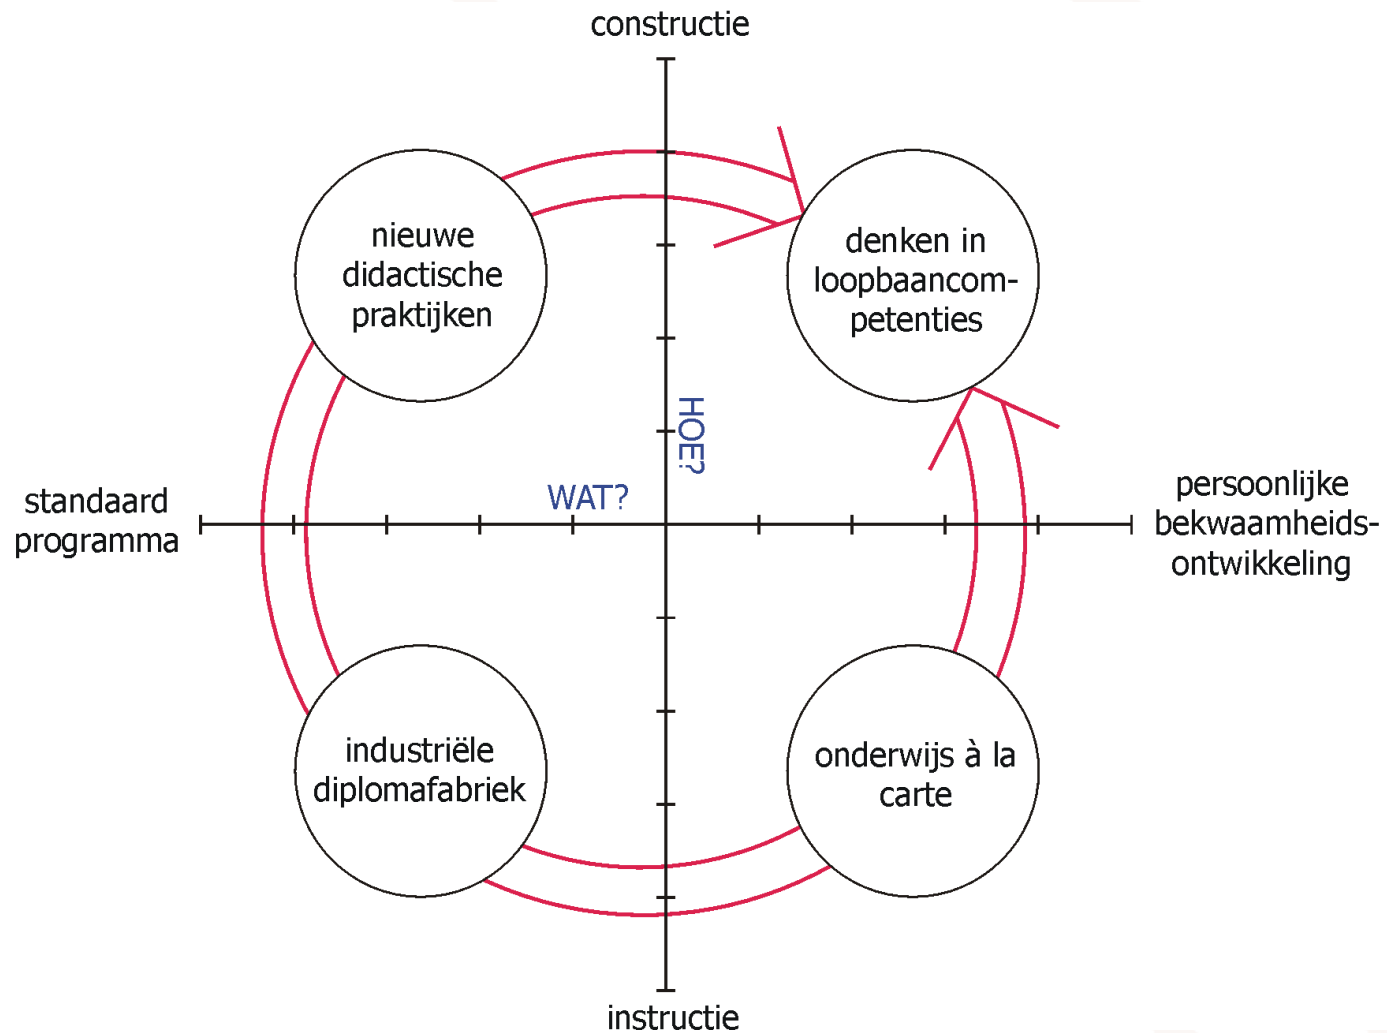 constructie
nieuwe
didactische
praktijken
denken in
loopbaancom-
petenties
HOE?
WAT?
standaard
programma
persoonlijke
bekwaamheids-
ontwikkeling
industriële
diplomafabriek
onderwijs à la
carte
instructie